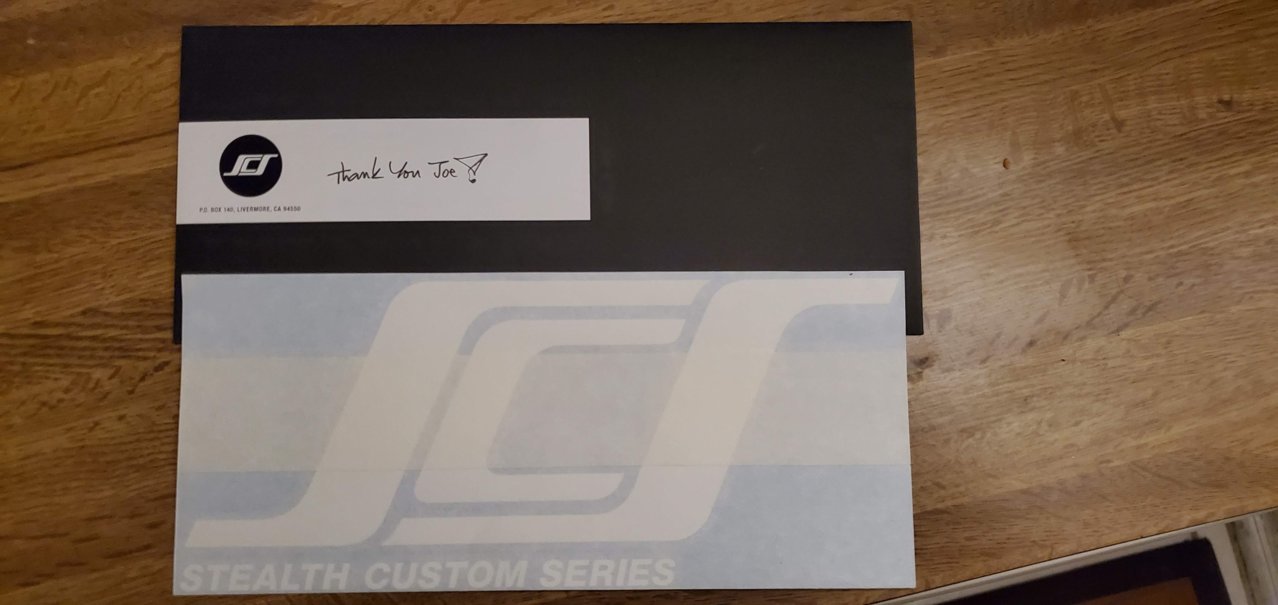 SCS
Thank You Joe!
P.O. BOX 140, LIVERMORE, CA 94550
SCS
STEALTH CUSTOM SERIES